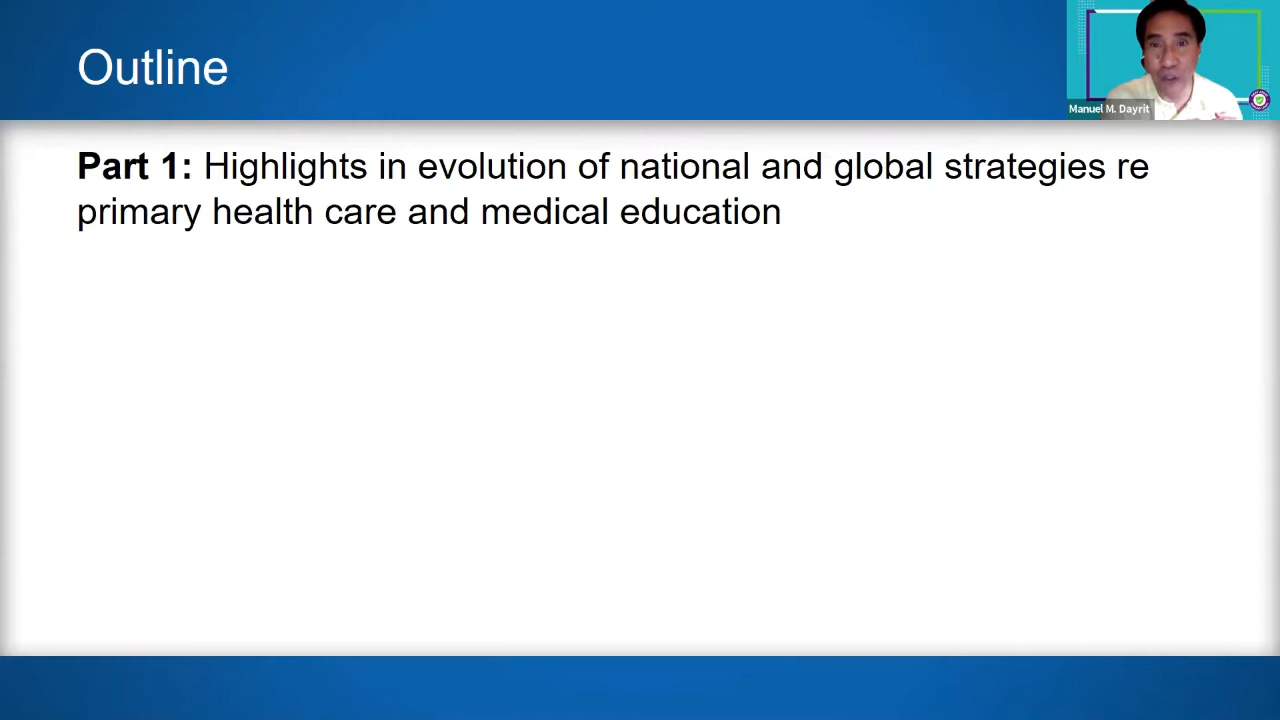 Outline
Manuel M. Dayrit
Part 1: Highlights in evolution of national and global strategies re
primary health care and medical education